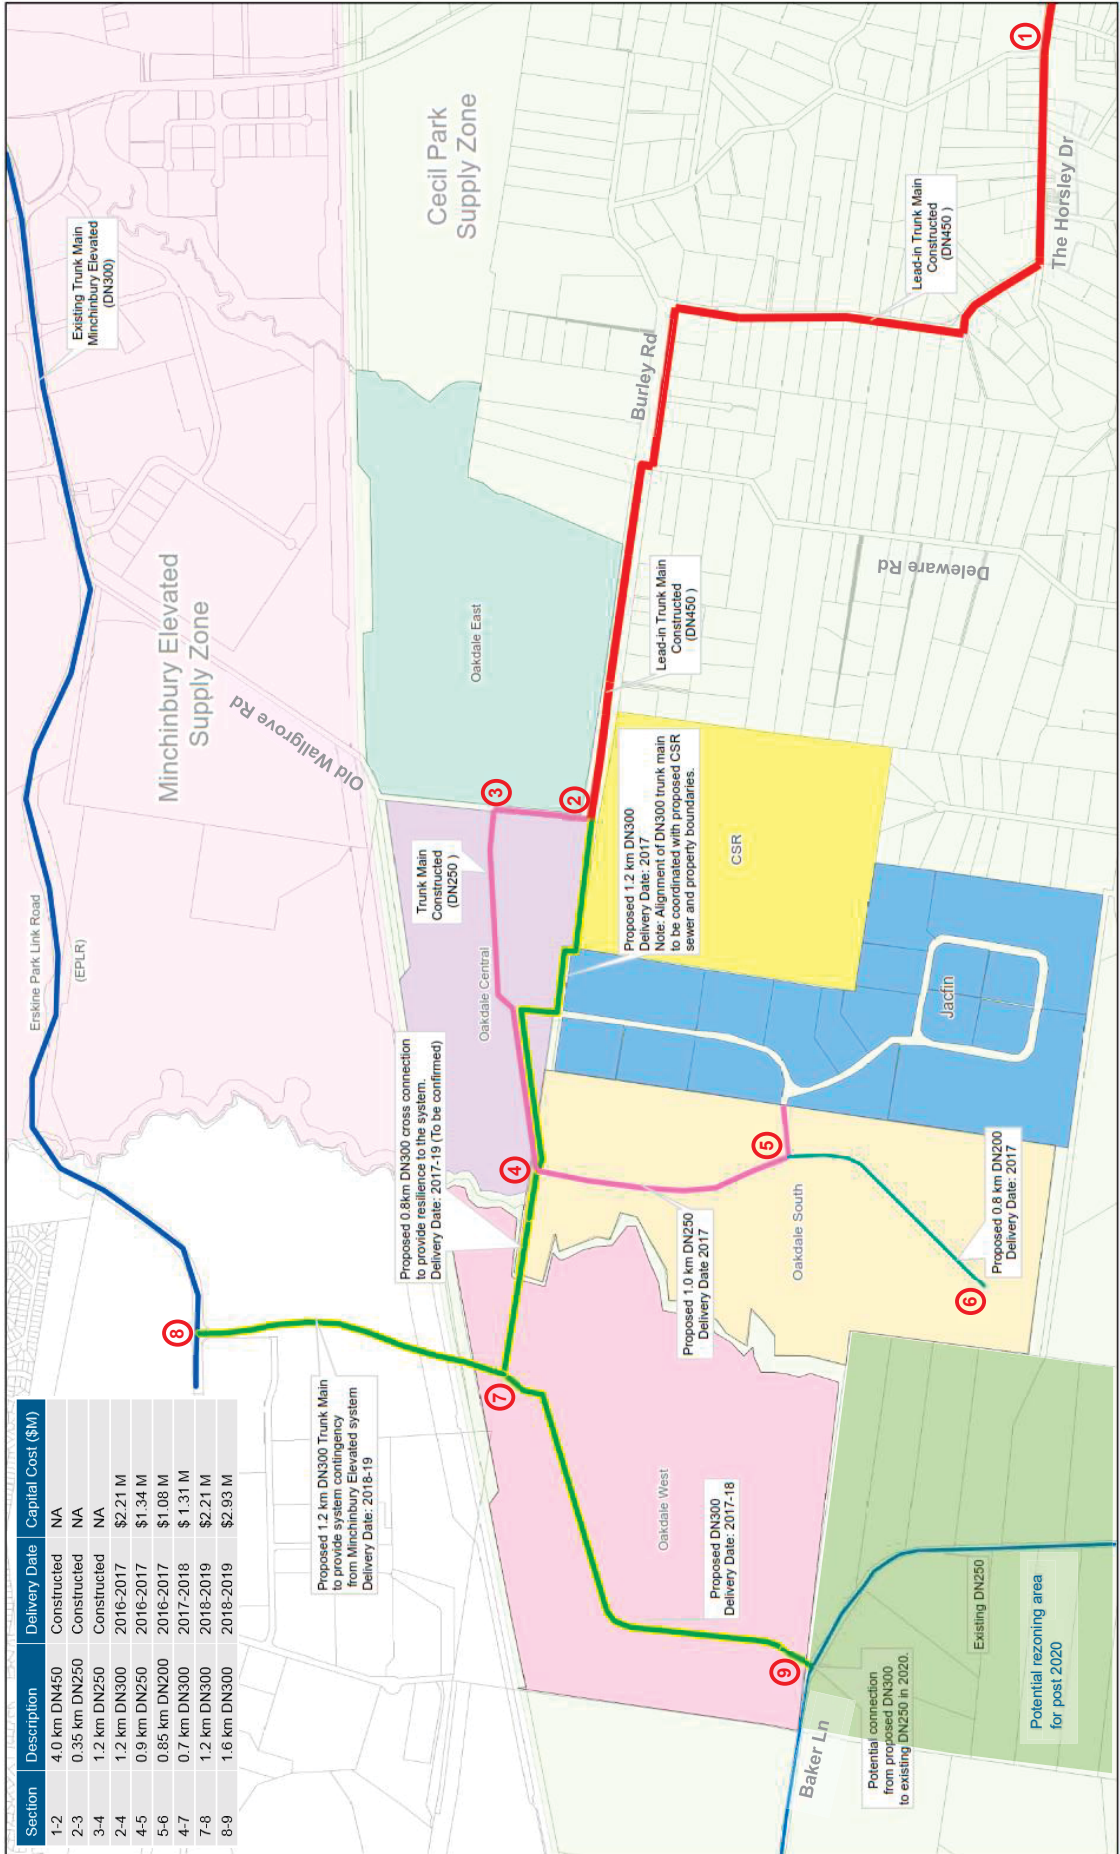 Section Description Delivery Date Capital Cost ($M)
1-2 4.0 km DN450 Constructed NA
2-3 0.35 km DN250 Constructed NA
3-4 1.2 km DN250 Constructed NA
2-4 1.2 km DN300 2016-2017 $2.21 M
4-5 0.9 km DN250 2016-2017 $1.34 M
5-6 0.85 km DN200 2016-2017 $1.08 M
4-7 0.7 km DN300 2017-2018 $ 1.31 M
7-8 1.2 km DN300 2018-2019 $2.21 M
8-9 1.6 km DN300 2018-2019 $2.93 M
Erskine Park Link Road
(EPLR)
Existing Trunk Main
Minchinbury Elevated
(DN300)
Minchinbury Elevated
Supply Zone
Old Wallgrove Rd
Cecil Park
Supply Zone
8
Proposed 1.2 km DN300 Trunk Main
to provide system contingency
from Minchinbury Elevated system
Delivery Date: 2018-19
Proposed 0.8km DN300 cross connection
to provide resilience to the system.
Delivery Date: 2017-19 (To be confirmed)
Trunk Main
Constructed
(DN250 )
Oakdale Central
Oakdale East
3
7
4
2
Burley Rd
Proposed 1.2 km DN300
Delivery Date: 2017
Note: Alignment of DN300 trunk main
to be coordinated with proposed CSR
sewer and property boundaries.
Lead-in Trunk Main
Constructed
(DN450 )
Oakdale West
Proposed 1.0 km DN250
Delivery Date 2017
Proposed DN300
Delivery Date: 2017-18
5
Oakdale South
CSR
9
Baker Ln
Deleware Rd
Lead-in Trunk Main
Constructed
(DN450 )
Potential connection
from proposed DN300
to existing DN250 in 2020.
6
Proposed 0.8 km DN200
Delivery Date: 2017
Jacfin
Existing DN250
Potential rezoning area
for post 2020
The Horsley Dr
1